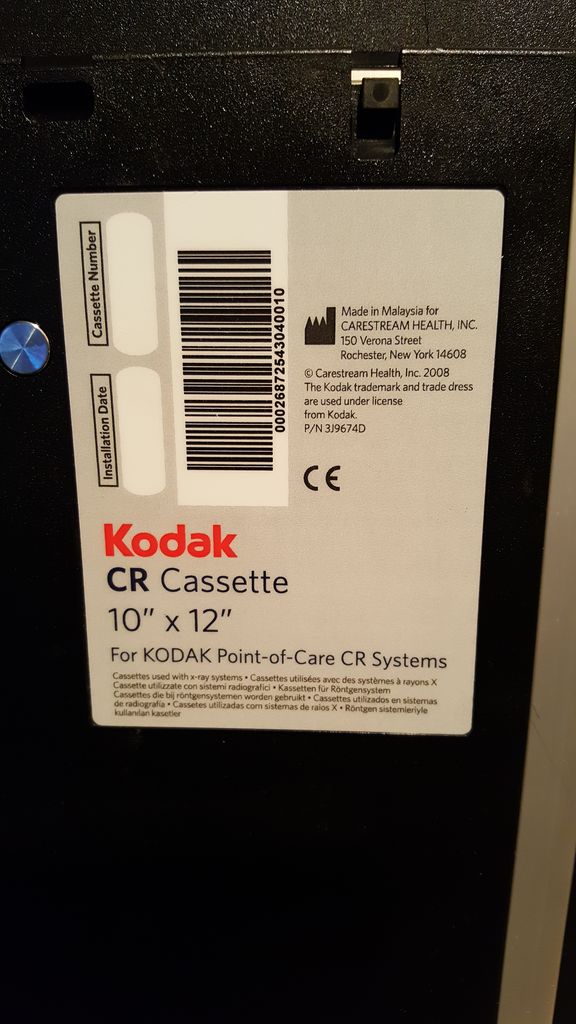 Cassette Number
Installation Date
00026872543040010
Made in Malaysia for
CARESTREAM HEALTH, INC.
150 Verona Street
Rochester, New York 14608
© Carestream Health, Inc. 2008
The Kodak trademark and trade dress
are used under license
from Kodak.
P/N 3J9674D
CE
Kodak
CR Cassette
10" x 12"
For KODAK Point-of-Care CR Systems
Cassettes used with x-ray systems • Cassettes utilisées avec des systèmes à rayons X
Cassette utilizzate con sistemi radiografici • Kassetten für Röntgensystem
Cassettes die bij röntgensystemen worden gebruikt • Cassettes utilizados en sistemas
de radiografía • Cassetes utilizadas com sistemas de raios X • Röntgen sistemieriyle
kullanılan kasetler